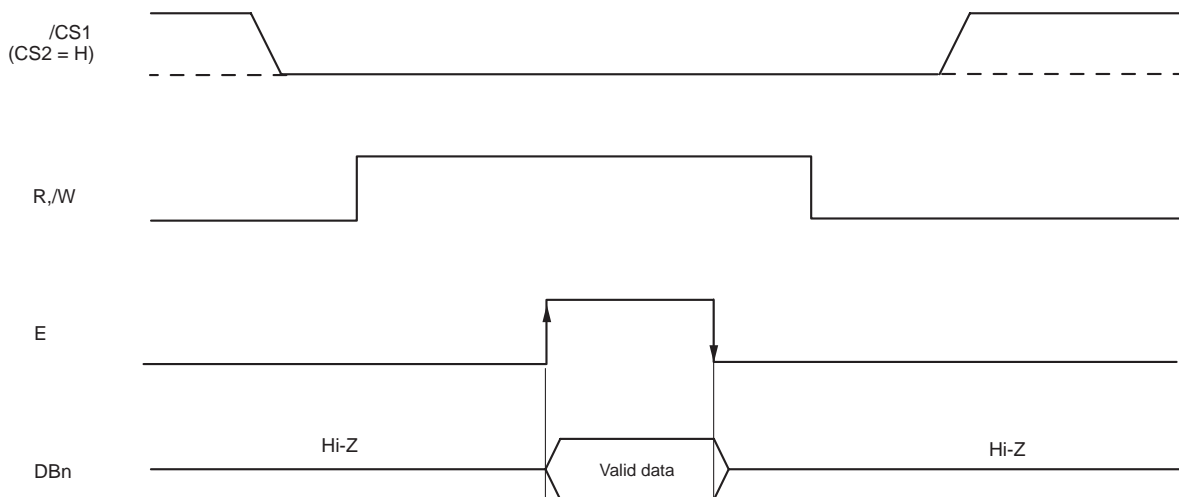 /CS1
(CS2 = H)
R,/W
E
Hi-Z
Hi-Z
DBn
Valid data